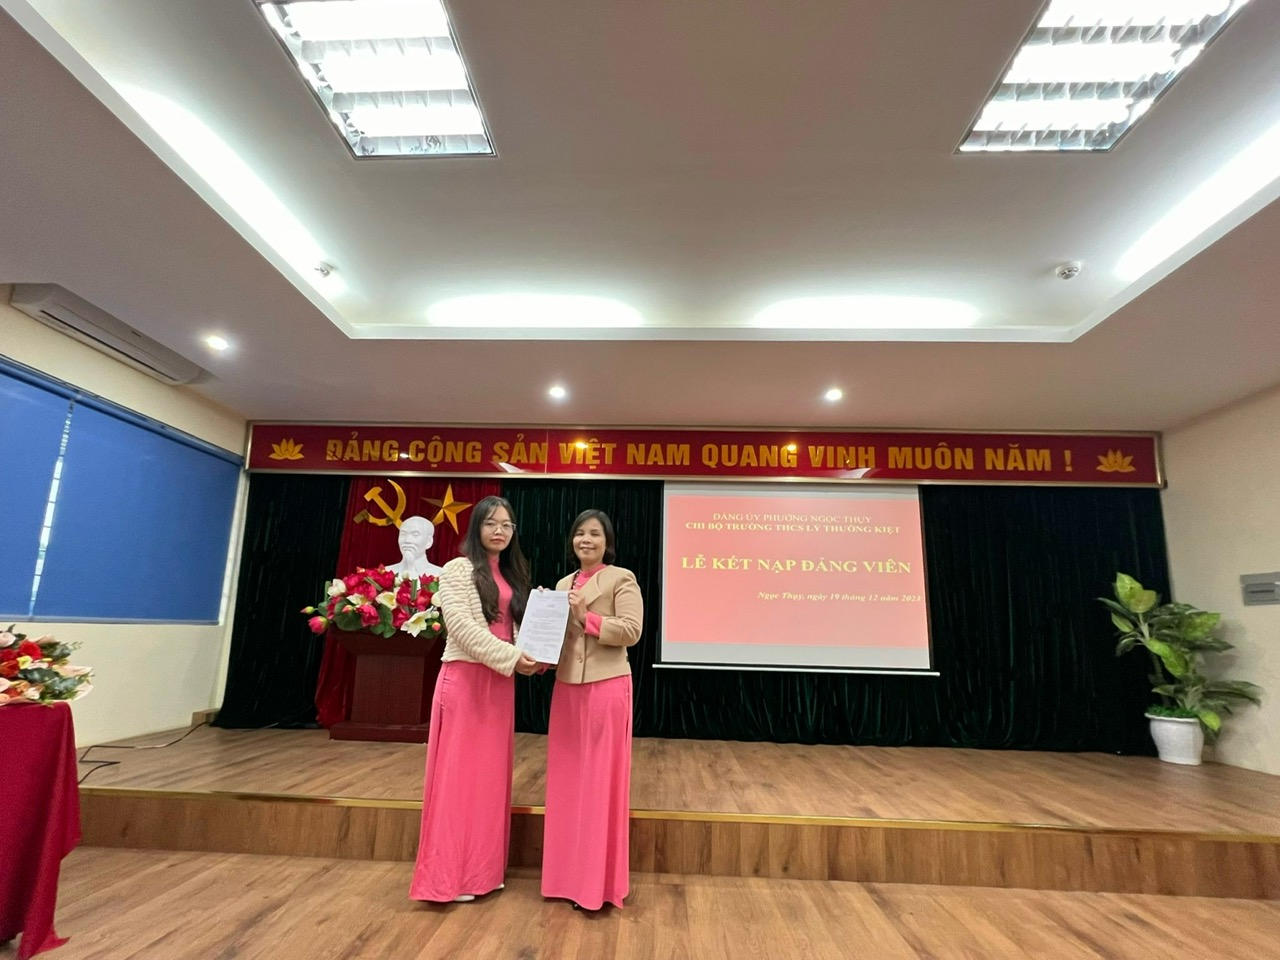 ĐẢNG CỘNG SẢN VIỆT NAM QUANG VINH MUÔN NĂM !
ĐẢNG ỦY PHƯỜNG NGỌC THỤY
CHI BỘ TRƯỜNG THCS LÝ THƯỜNG KIỆT
LỄ KẾT NẠP ĐẢNG VIÊN
Ngọc Thụy, ngày 19 tháng 12 năm 2023